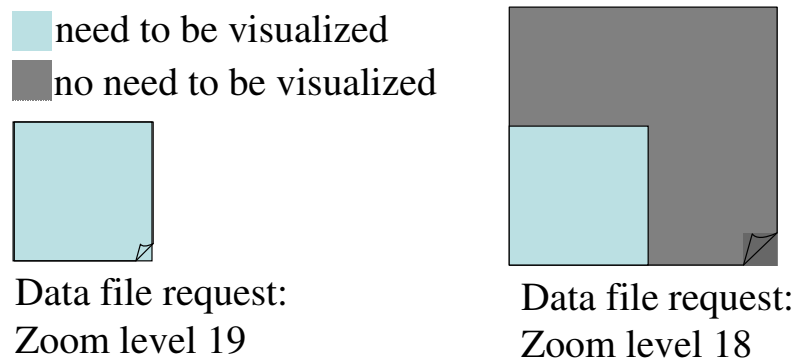 need to be visualized
no need to be visualized
Data file request:
Zoom level 19
Data file request:
Zoom level 18